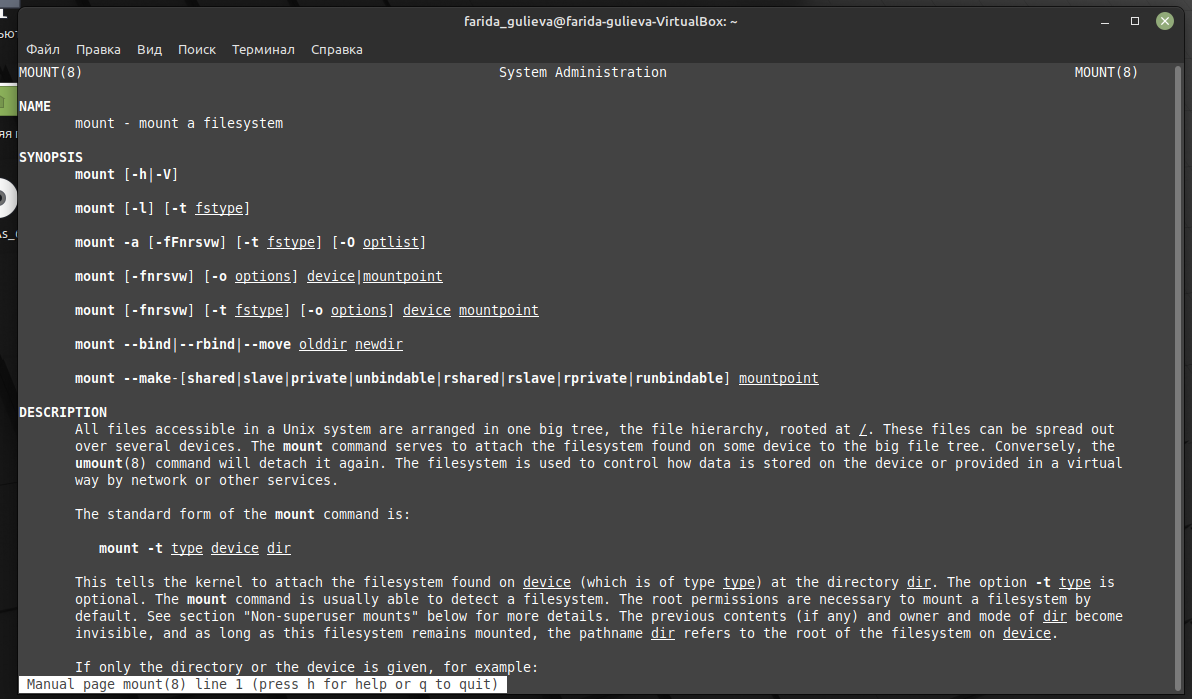 farida_gulieva@farida-gulieva-VirtualBox: ~
Файл Правка Вид Поиск Терминал Справка
MOUNT(8) System Administration MOUNT(8)
NAME
mount - mount a filesystem
SYNOPSIS
mount [-h|-V]
mount [-l] [-t fstype]
mount -a [-fFnrsvw] [-t fstype] [-O optlist]
mount [-fnrsvw] [-o options] device|mountpoint
mount [-fnrsvw] [-t fstype] [-o options] device mountpoint
mount --bind|--rbind|--move olddir newdir
mount --make-[shared|slave|private|unbindable|rshared|rslave|rprivate|runbindable] mountpoint
DESCRIPTION
All files accessible in a Unix system are arranged in one big tree, the file hierarchy, rooted at /. These files can be spread out
over several devices. The mount command serves to attach the filesystem found on some device to the big file tree. Conversely, the
umount(8) command will detach it again. The filesystem is used to control how data is stored on the device or provided in a virtual
way by network or other services.
The standard form of the mount command is:
mount -t type device dir
This tells the kernel to attach the filesystem found on device (which is of type type) at the directory dir. The option -t type is
optional. The mount command is usually able to detect a filesystem. The root permissions are necessary to mount a filesystem by
default. See section "Non-superuser mounts" below for more details. The previous contents (if any) and owner and mode of dir become
invisible, and as long as this filesystem remains mounted, the pathname dir refers to the root of the filesystem on device.
If only the directory or the device is given, for example:
Manual page mount(8) line 1 (press h for help or q to quit)